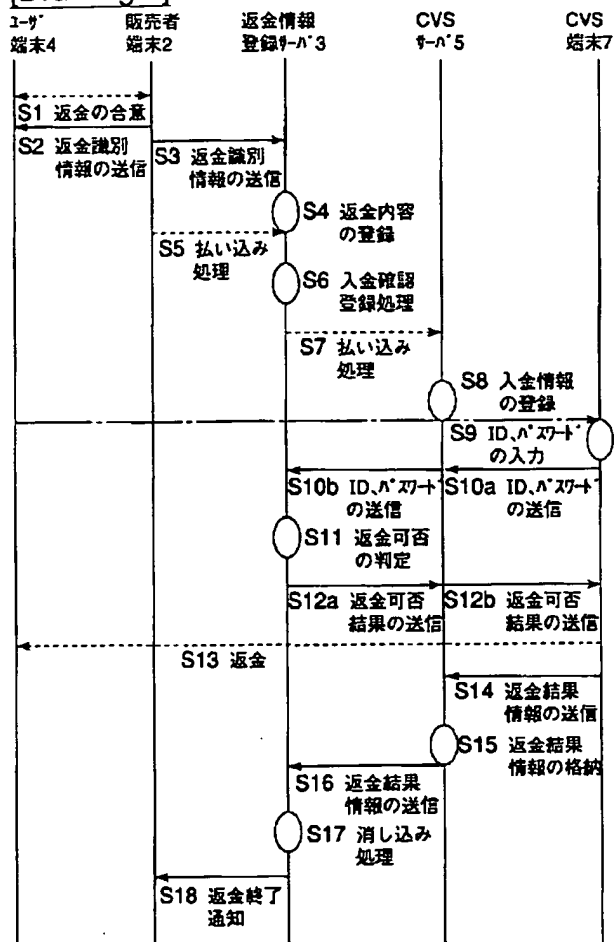 ユーザ
端末4
販売者
端末2
返金情報
登録サーバ3
CVS
サーバ5
CVS
端末7
S1 返金の合意
S2 返金識別
情報の送信
S3 返金識別
情報の送信
S4 返金内容
の登録
S5 払い込み
処理
S6 入金確認
登録処理
S7 払い込み
処理
S8 入金情報
の登録
S9 ID、パスワード
の入力
S10b ID、パスワード
の送信
S10a ID、パスワード
の送信
S11 返金可否
の判定
S12a 返金可否
結果の送信
S12b 返金可否
結果の送信
S13 返金
S14 返金結果
情報の送信
S15 返金結果
情報の格納
S16 返金結果
情報の送信
S17 消し込み
処理
S18 返金終了
通知